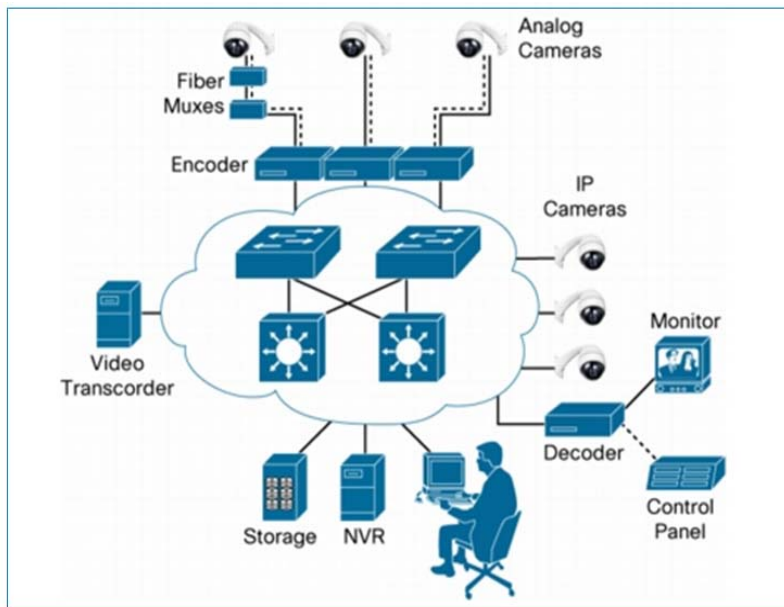 Analog
Cameras
Fiber
Muxes
Encoder
IP
Cameras
Monitor
Video
Transcorder
Decoder
Storage
NVR
Control
Panel